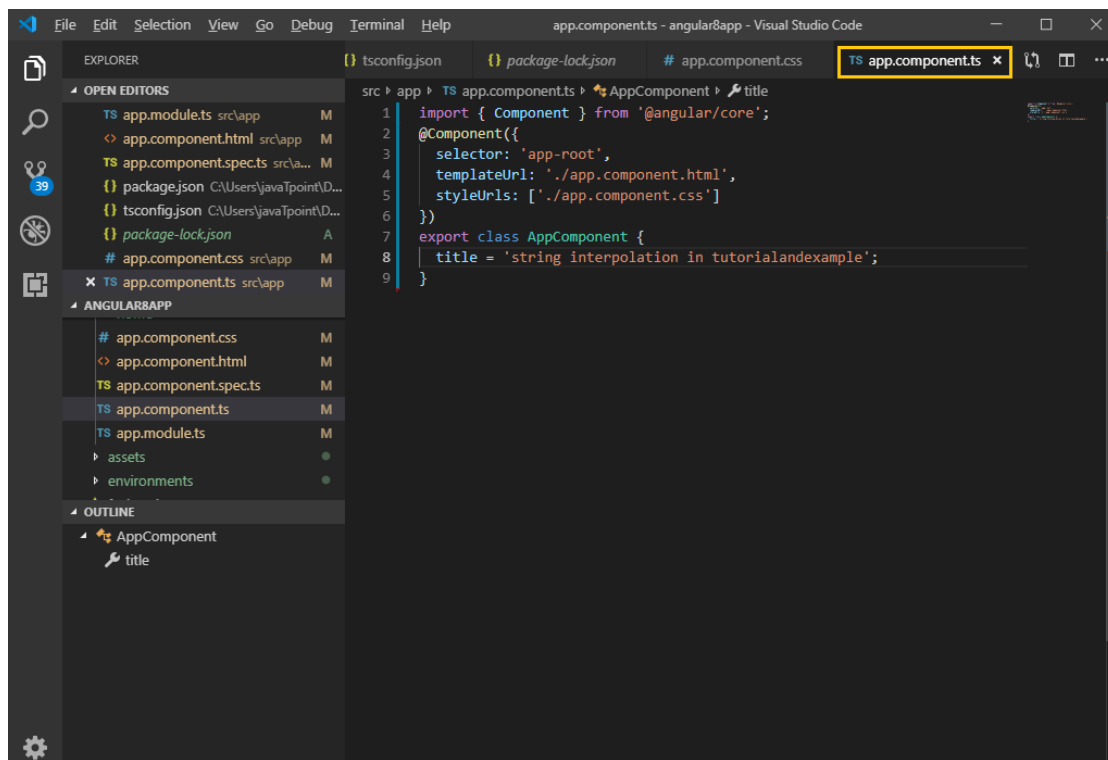 File Edit Selection View Go Debug Terminal Help app.component.ts - angular8app - Visual Studio Code
EXPLORER
OPEN EDITORS
TS app.module.ts src\app M
<> app.component.html src\app M
TS app.component.spec.ts src\a... M
{} package.json C:\Users\javaTpoint\D...
{} tsconfig.json C:\Users\javaTpoint\D...
{} package-lock.json A
# app.component.css src\app M
× TS app.component.ts src\app M
ANGULAR8APP
# app.component.css M
<> app.component.html M
TS app.component.spec.ts M
TS app.component.ts M
TS app.module.ts M
assets
environments
OUTLINE
AppComponent
title
39
{} tsconfig.json {} package-lock.json # app.component.css TS app.component.ts × ...
src app TS app.component.ts AppComponent title
1 import { Component } from '@angular/core';
2 @Component({
3 selector: 'app-root',
4 templateUrl: './app.component.html',
5 styleUrls: ['./app.component.css']
6 })
7 export class AppComponent {
8 title = 'string interpolation in tutorialandexample';
9 }